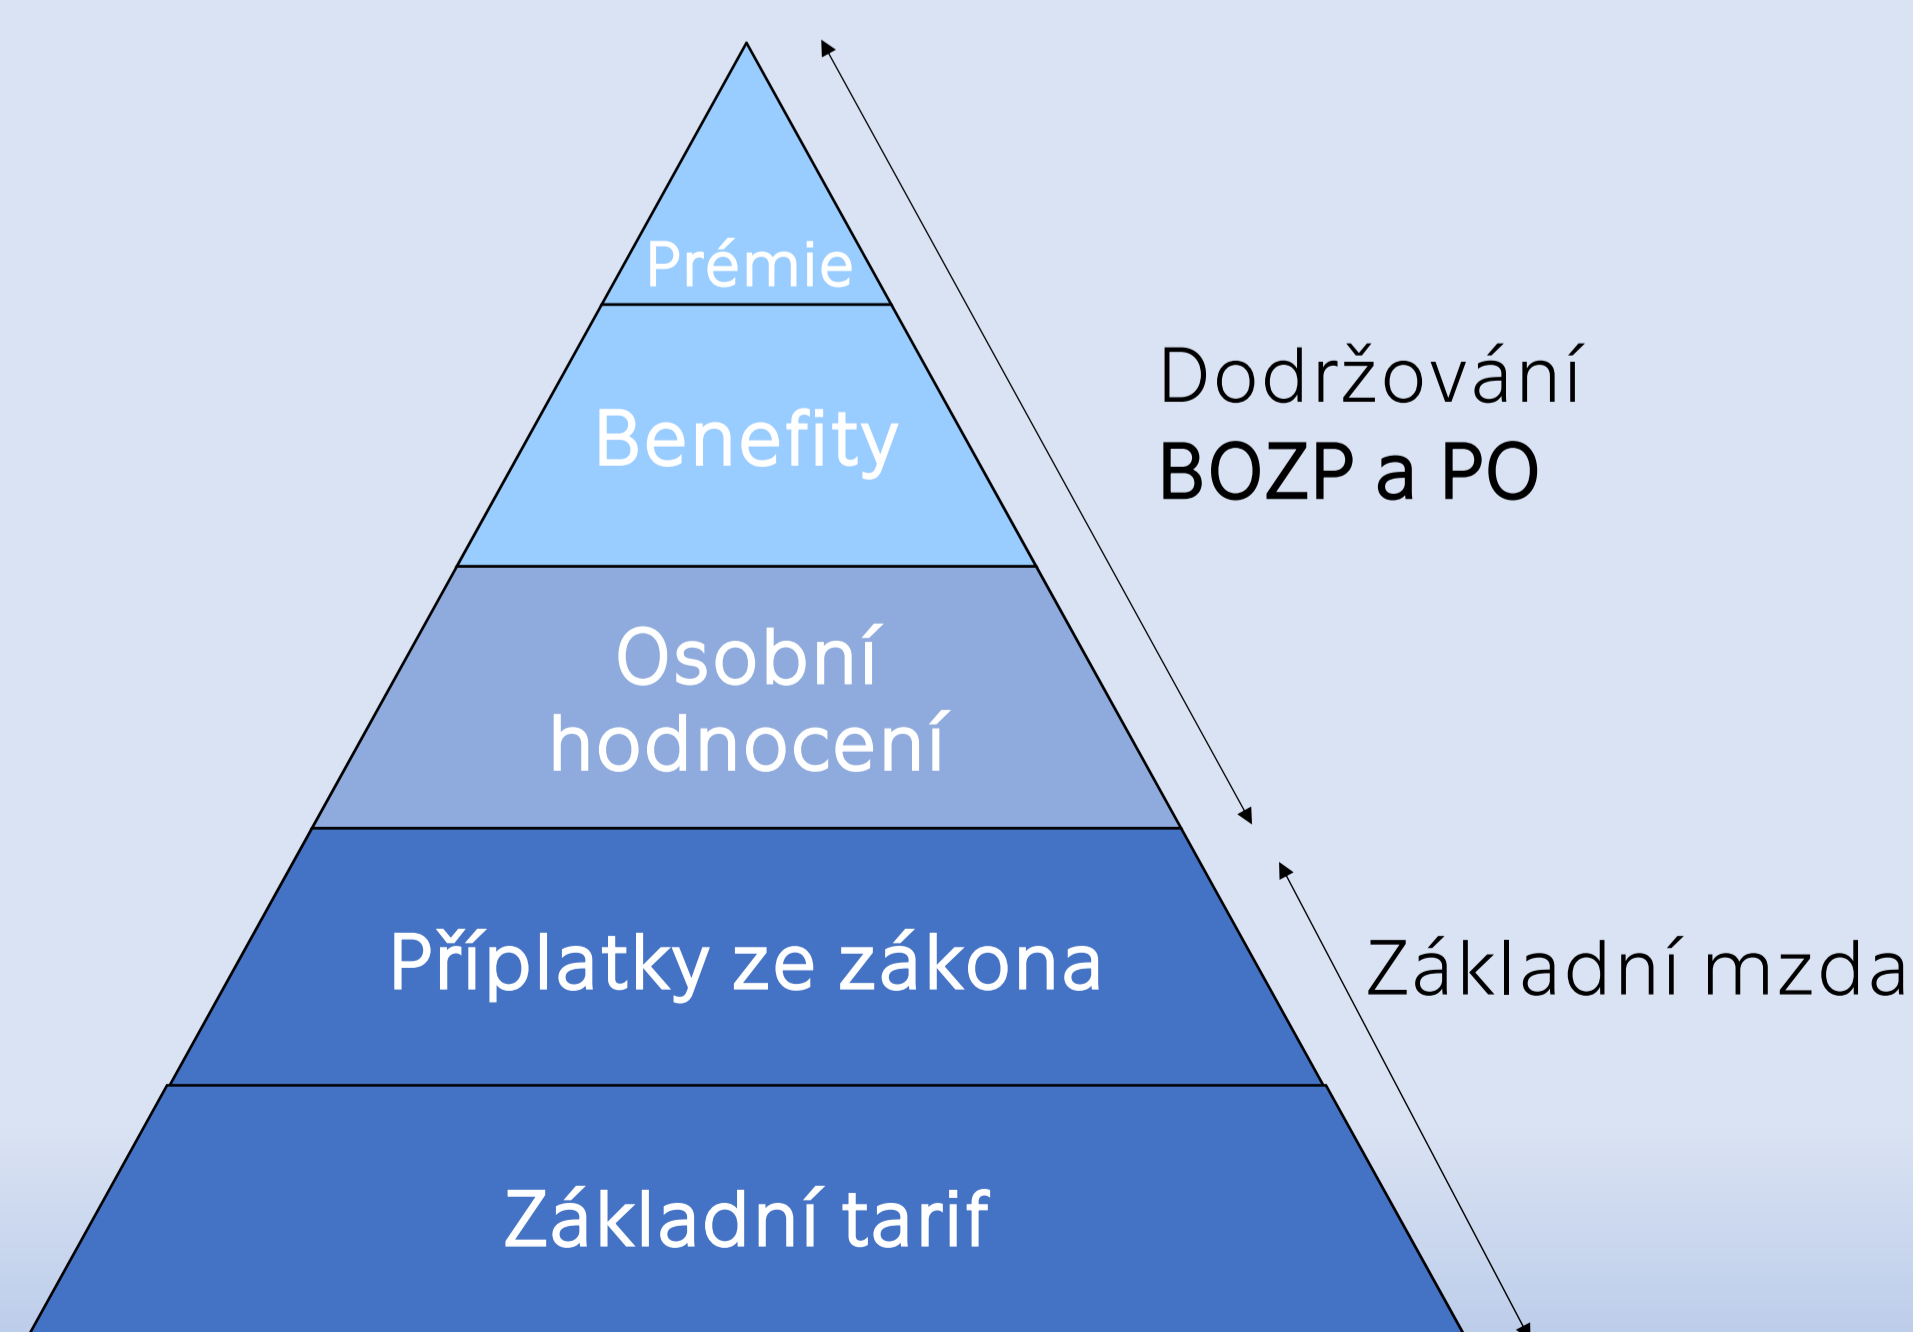 Prémie
Benefity
Dodržování
BOZP a PO
Osobní
hodnocení
Příplatky ze zákona
Základní mzda
Základní tarif